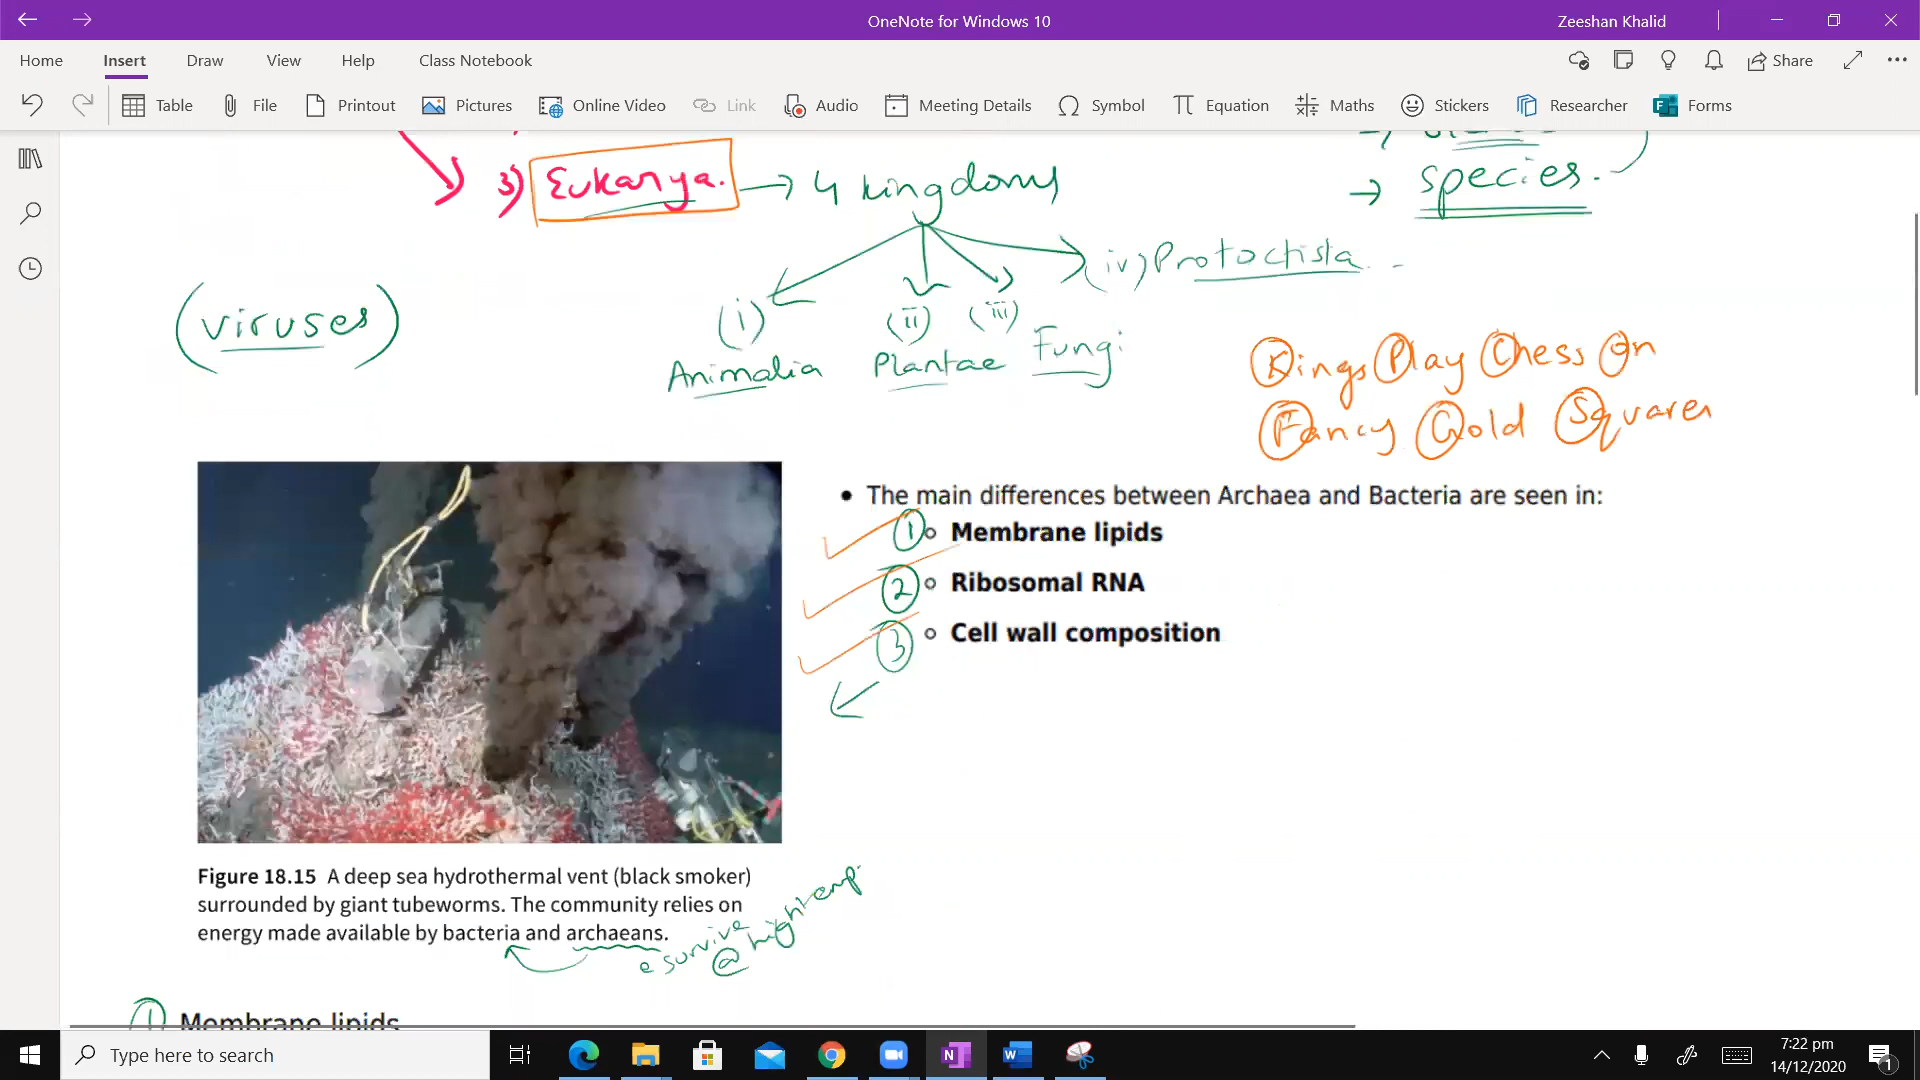 OneNote for Windows 10
Zeeshan Khalid
Home Insert Draw View Help Class Notebook
Share
Table File Printout Pictures Online Video Link Audio Meeting Details Symbol Equation Maths Stickers Researcher Forms
3) Eukarya. → 4 kingdoms
→ species.
(iv) Protoctista
(viruses)
(i) (ii) (iii)
Animalia Plantae Fungi
Kings Play Chess On
Fancy Gold Squares
• The main differences between Archaea and Bacteria are seen in:
1 ○ Membrane lipids
2 ○ Ribosomal RNA
3 ○ Cell wall composition
Figure 18.15 A deep sea hydrothermal vent (black smoker)
surrounded by giant tubeworms. The community relies on
energy made available by bacteria and archaeans.
survive @ high temp.
1 Membrane lipids
Type here to search
7:22 pm
14/12/2020
1